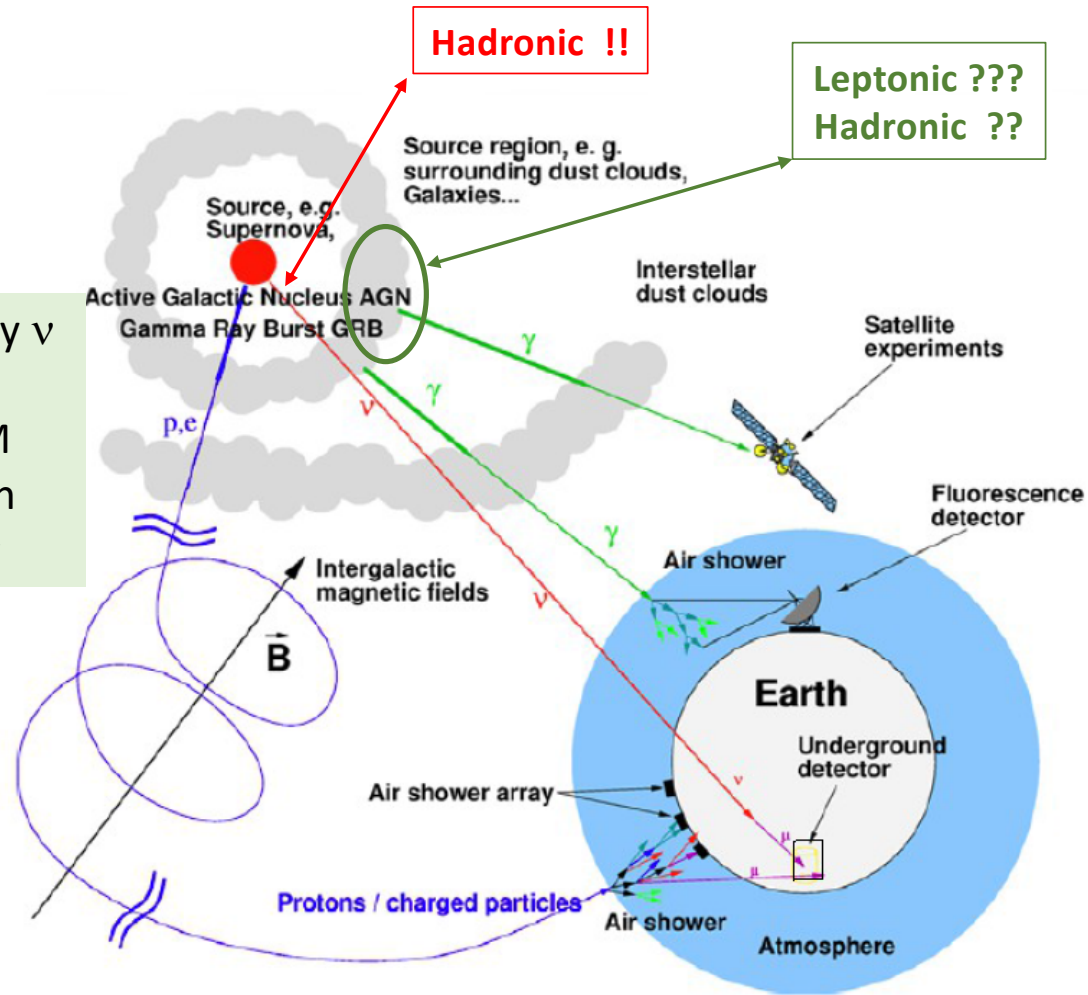 Hadronic !!
Leptonic ???
Hadronic ??
Source region, e. g.
surrounding dust clouds,
Galaxies...
Source, e.g.
Supernova,
Active Galactic Nucleus AGN
Gamma Ray Burst GRB
Interstellar
dust clouds
Satellite
experiments
y ν
M
n
γ
γ
ν
p,e
Fluorescence
detector
γ
Air shower
Intergalactic
magnetic fields
ν
B
Earth
Underground
detector
ν
Air shower array
μ
μ
Protons / charged particles
Air shower
Atmosphere